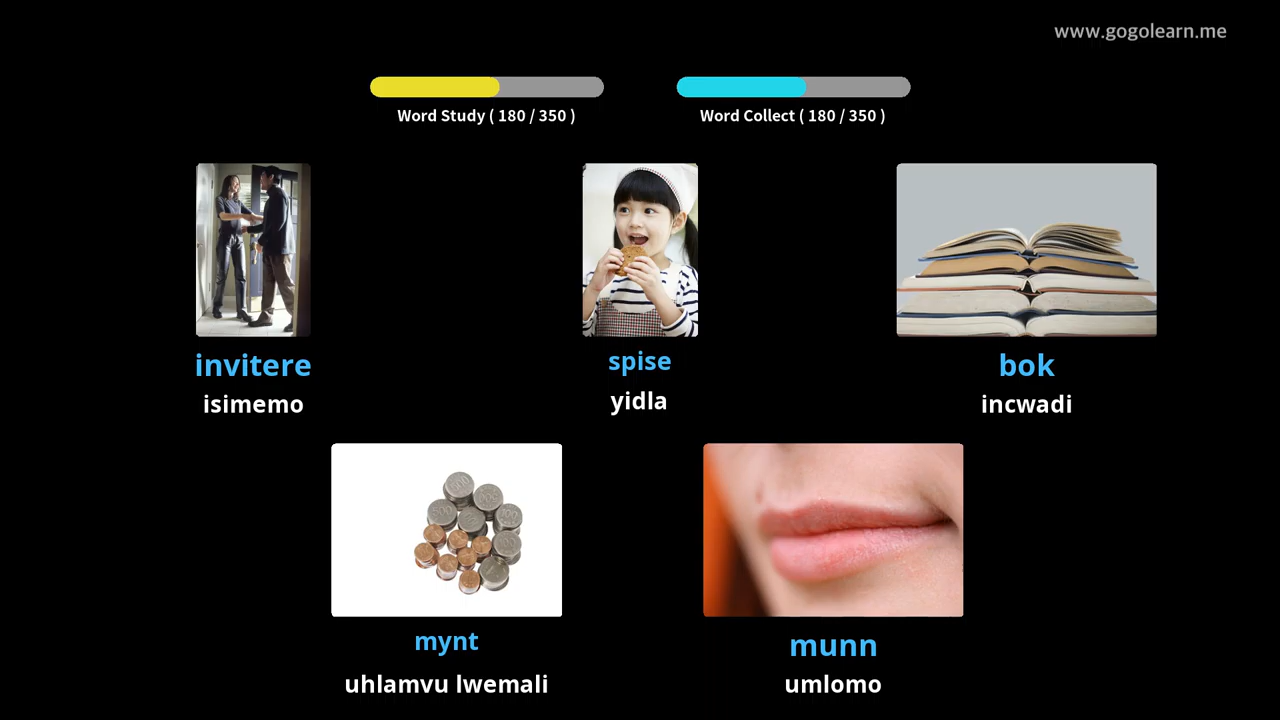 www.gogolearn.me
Word Study ( 180 / 350 )
Word Collect ( 180 / 350 )
invitere
isimemo
spise
yidla
bok
incwadi
mynt
uhlamvu lwemali
munn
umlomo